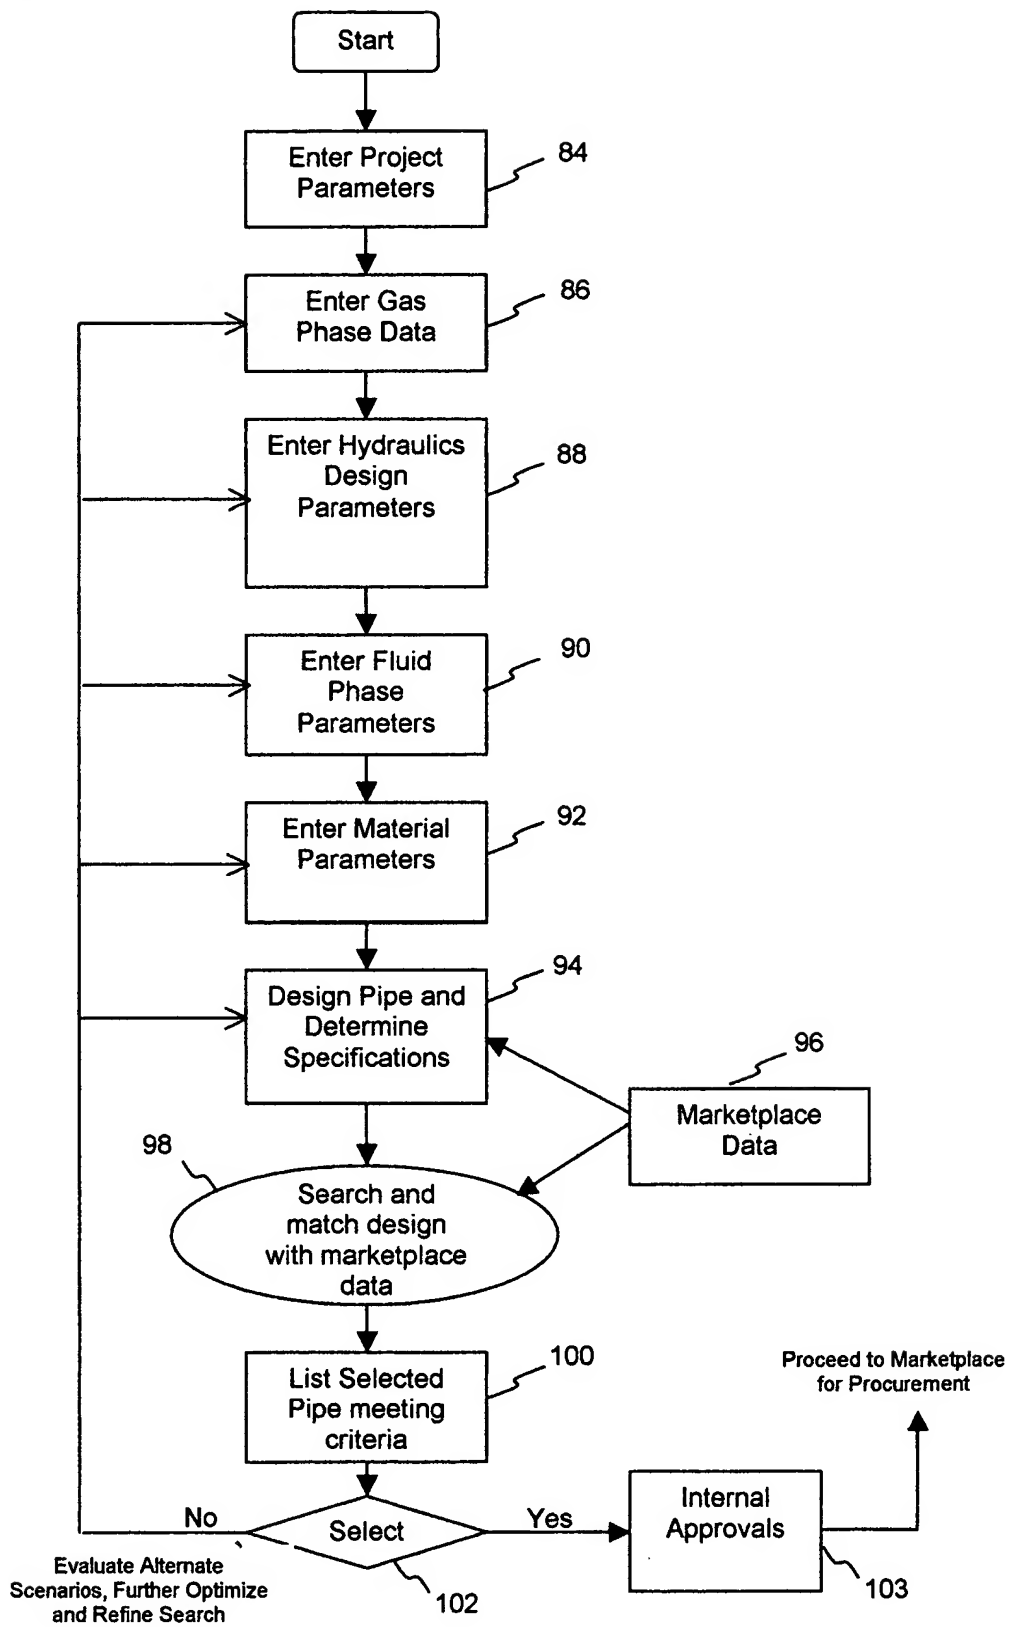 Start
Enter Project
Parameters
84
Enter Gas
Phase Data
86
Enter Hydraulics
Design
Parameters
88
Enter Fluid
Phase
Parameters
90
Enter Material
Parameters
92
Design Pipe and
Determine
Specifications
94
96
Marketplace
Data
98
Search and
match design
with marketplace
data
100
List Selected
Pipe meeting
criteria
Proceed to Marketplace
for Procurement
No
Select
Yes
Internal
Approvals
Evaluate Alternate
Scenarios, Further Optimize
and Refine Search
102
103